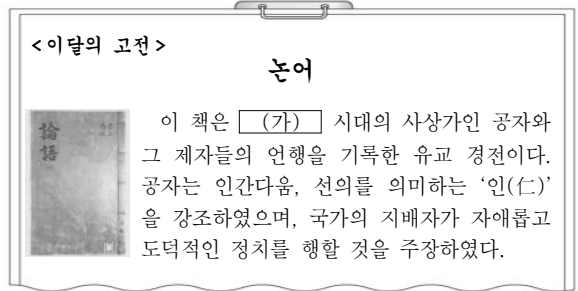 <이달의 고전>
논어
論
語
이 책은 (가) 시대의 사상가인 공자와
그 제자들의 언행을 기록한 유교 경전이다.
공자는 인간다움, 선의를 의미하는 ‘인(仁)’
을 강조하였으며, 국가의 지배자가 자애롭고
도덕적인 정치를 행할 것을 주장하였다.